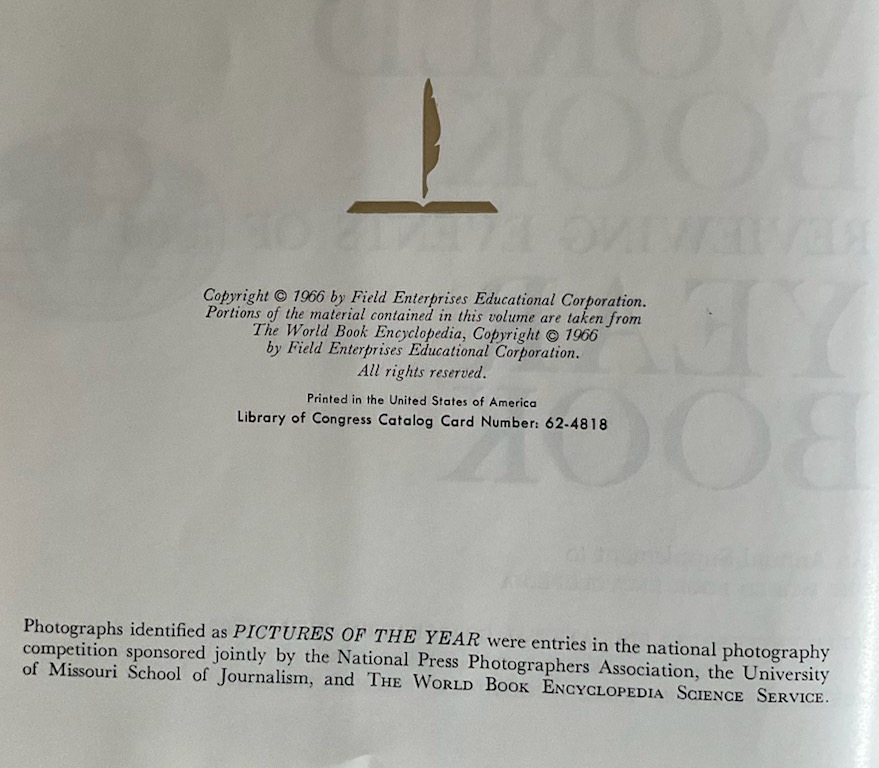 Copyright © 1966 by Field Enterprises Educational Corporation.
Portions of the material contained in this volume are taken from
The World Book Encyclopedia, Copyright © 1966
by Field Enterprises Educational Corporation.
All rights reserved.
Printed in the United States of America
Library of Congress Catalog Card Number: 62-4818
Photographs identified as PICTURES OF THE YEAR were entries in the national photography
competition sponsored jointly by the National Press Photographers Association, the University
of Missouri School of Journalism, and THE WORLD BOOK ENCYCLOPEDIA SCIENCE SERVICE.